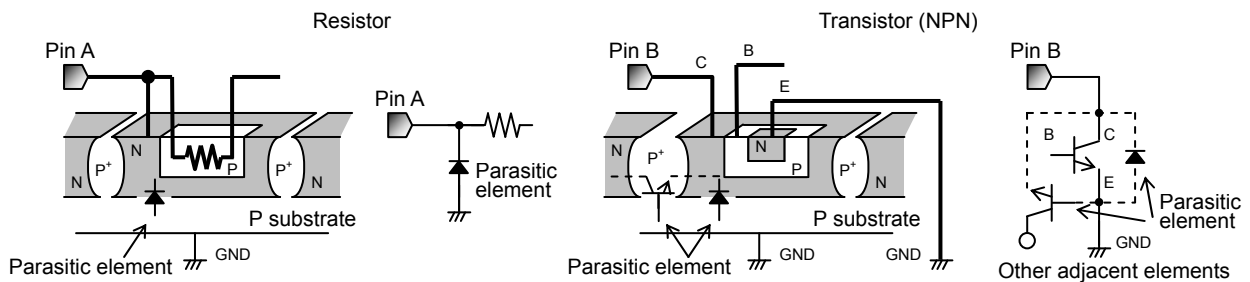 Resistor
Pin A
N
P+
N
P
P+
N
P substrate
GND
Parasitic element
Pin A
Parasitic
element
Transistor (NPN)
Pin B
C
B
E
N
P+
N
P
P+
N
P substrate
GND
GND
Parasitic element
Pin B
B
C
E
Parasitic
element
GND
Other adjacent elements